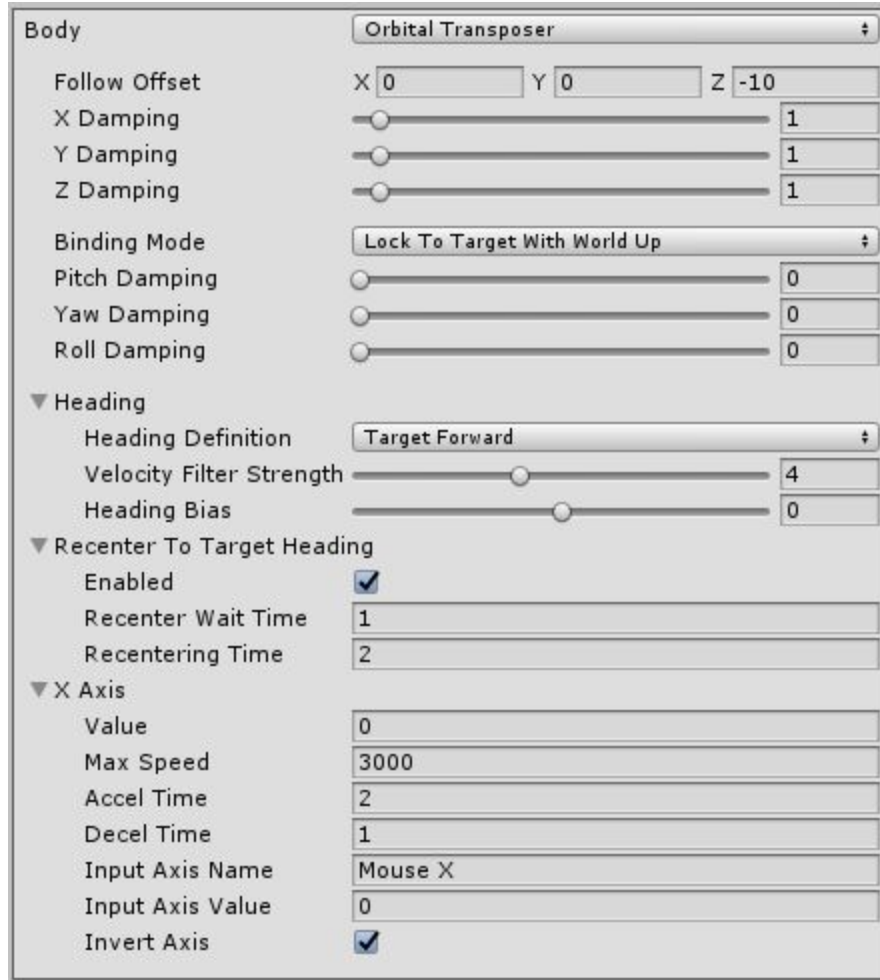 Body Orbital Transposer
Follow Offset X 0 Y 0 Z -10
X Damping 1
Y Damping 1
Z Damping 1
Binding Mode Lock To Target With World Up
Pitch Damping 0
Yaw Damping 0
Roll Damping 0
Heading
Heading Definition Target Forward
Velocity Filter Strength 4
Heading Bias 0
Recenter To Target Heading
Enabled
Recenter Wait Time 1
Recentering Time 2
X Axis
Value 0
Max Speed 3000
Accel Time 2
Decel Time 1
Input Axis Name Mouse X
Input Axis Value 0
Invert Axis